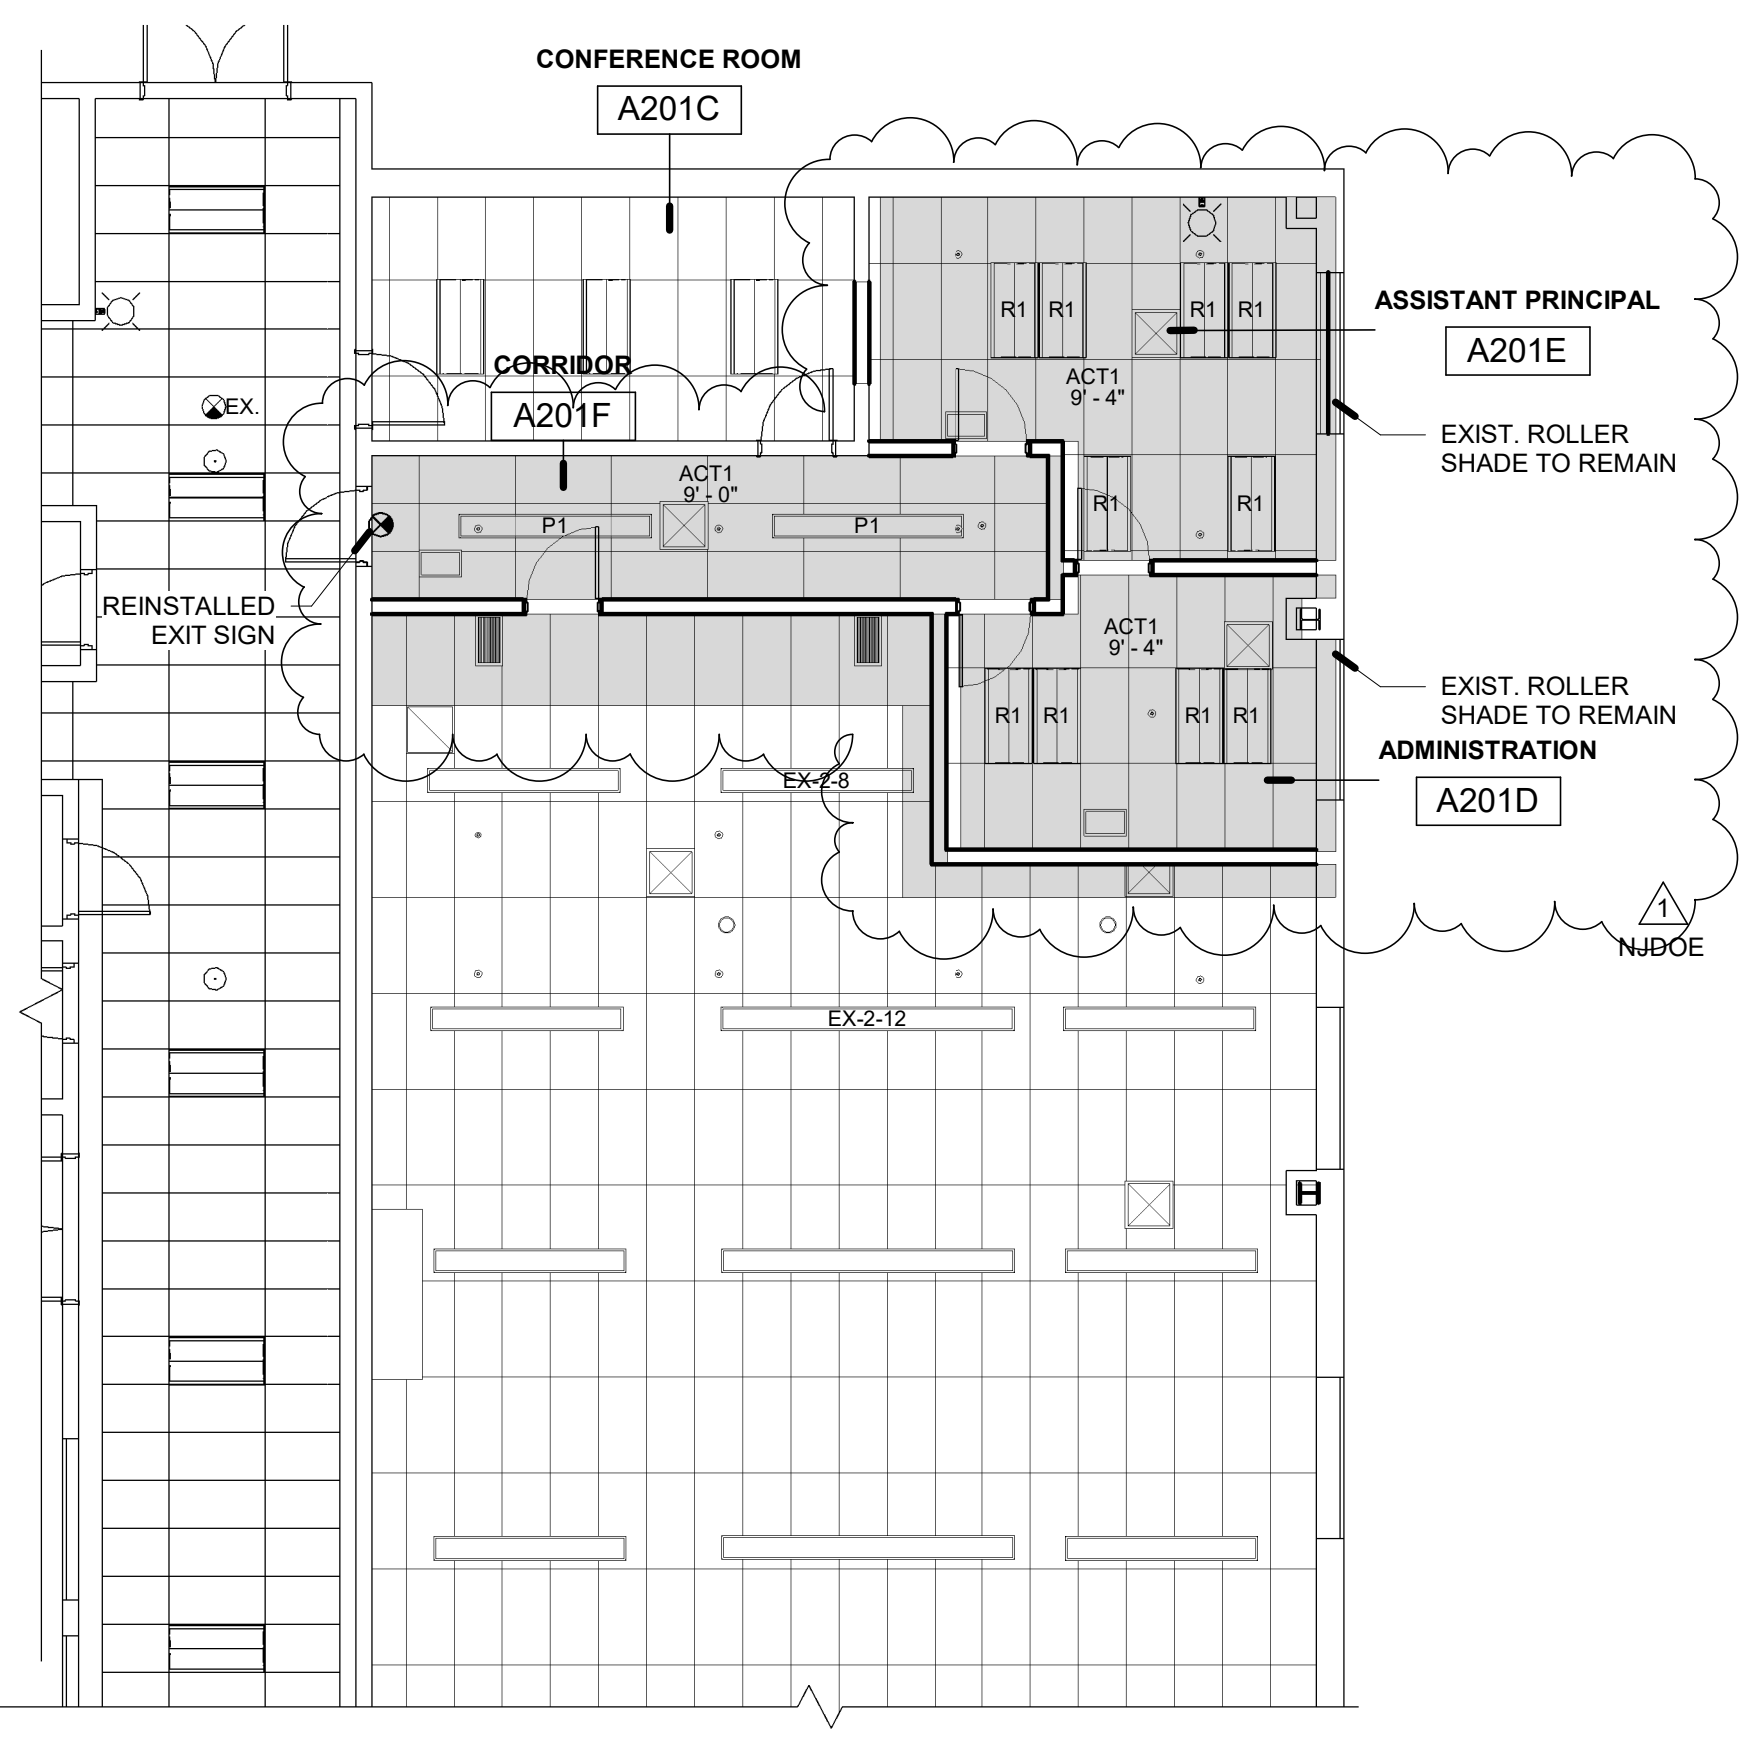 CONFERENCE ROOM
A201C
ASSISTANT PRINCIPAL
A201E
R1
R1
R1
R1
ACT1
9' - 4"
EXIST. ROLLER
SHADE TO REMAIN
CORRIDOR
A201F
EX.
ACT1
9' - 0"
P1
P1
R1
R1
REINSTALLED
EXIT SIGN
ACT1
9' - 4"
EXIST. ROLLER
SHADE TO REMAIN
R1
R1
R1
R1
ADMINISTRATION
A201D
EX-2-8
1
NJDOE
EX-2-12